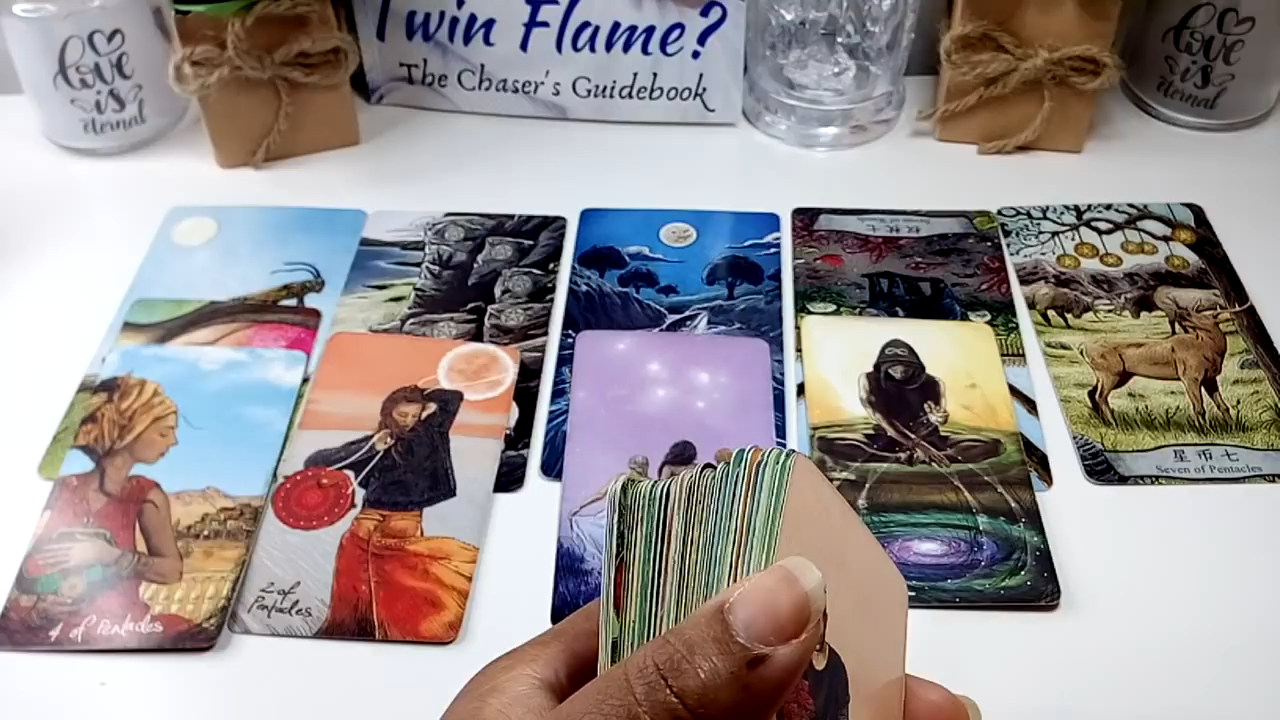 love
is
eternal
Twin Flame?
The Chaser's Guidebook
love
is
eternal
4 of Pentacles
2 of
Pentacles
星币七
Seven of Pentacles